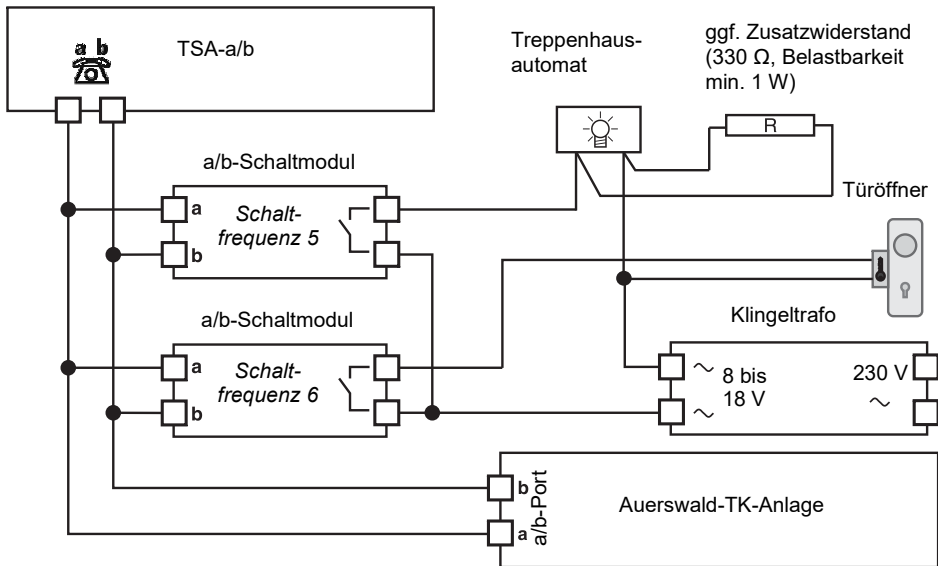 a b
TSA-a/b
Treppenhaus-
automat
ggf. Zusatzwiderstand
(330 Ω, Belastbarkeit
min. 1 W)
R
a/b-Schaltmodul
a
b
Schalt-
frequenz 5
Türöffner
a/b-Schaltmodul
a
b
Schalt-
frequenz 6
Klingeltrafo
~ 8 bis
~ 18 V
230 V
~
b
a
a/b-Port
Auerswald-TK-Anlage